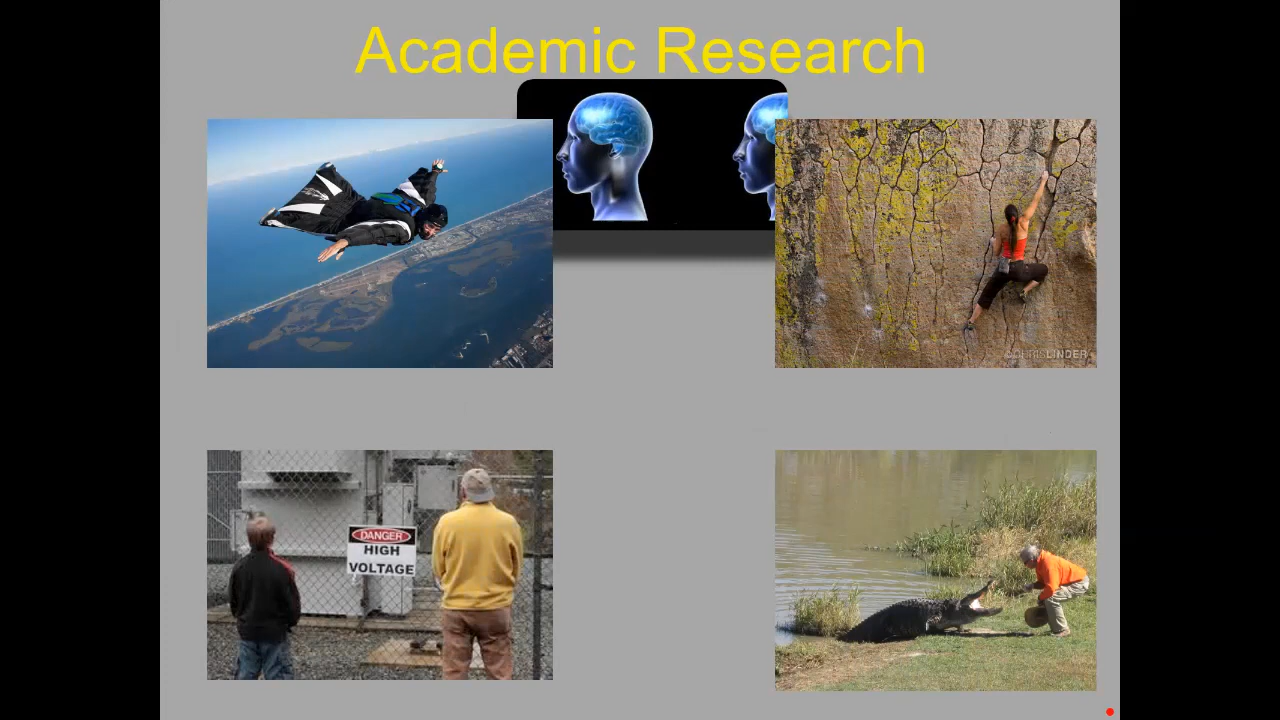 Academic Research
©CHRISLINDER
DANGER
HIGH
VOLTAGE